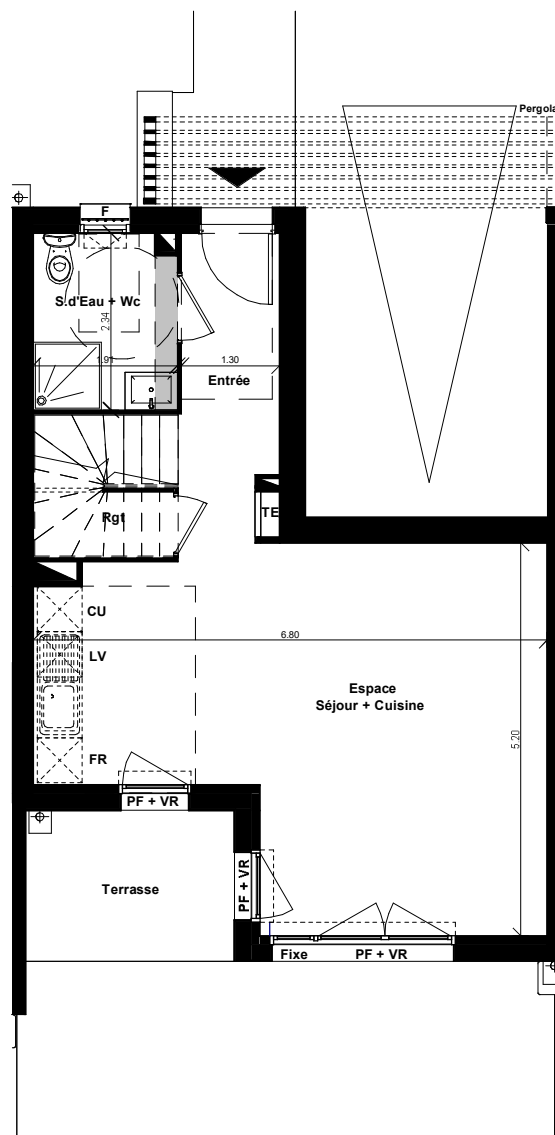 Pergola
F
S.d'Eau + Wc
2.34
1.91
1.30
Entrée
Rgt
TE
CU
6.80
LV
Espace
Séjour + Cuisine
5.20
FR
PF + VR
PF + VR
Terrasse
Fixe
PF + VR